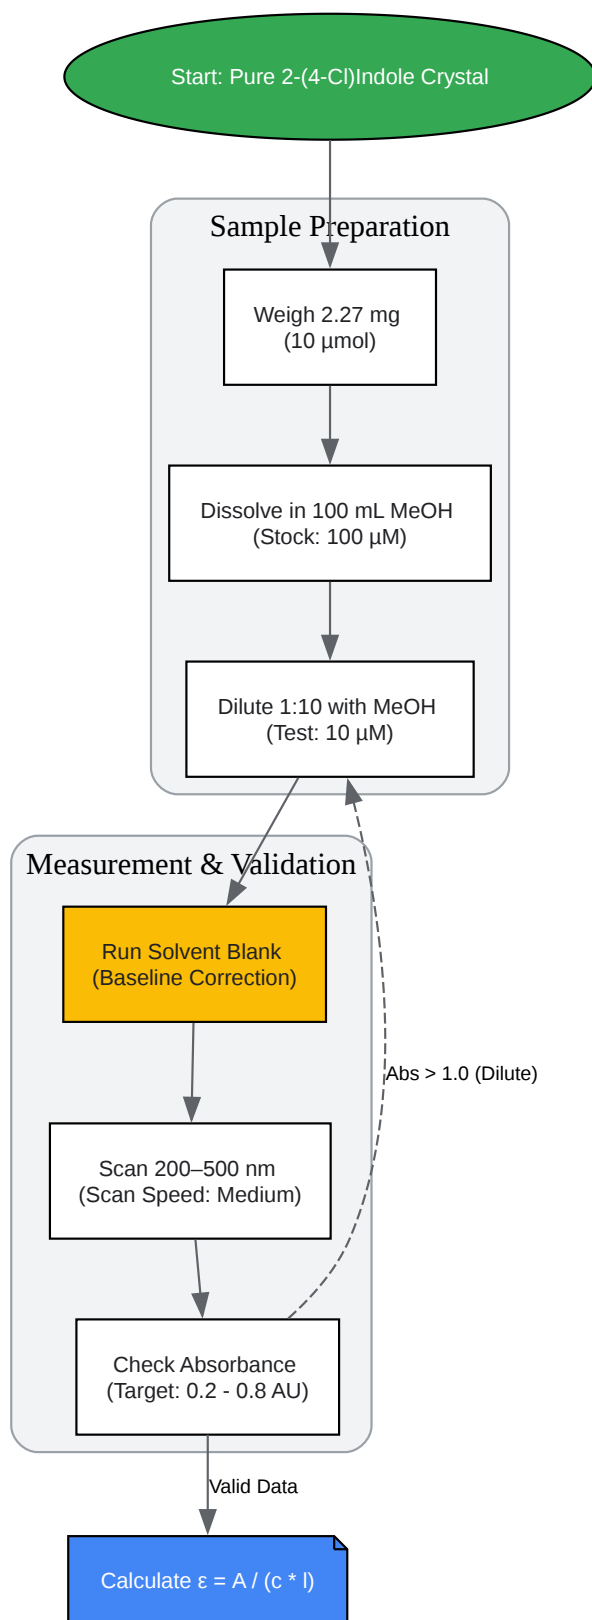 Start: Pure 2-(4-Cl)Indole Crystal
Sample Preparation
Weigh 2.27 mg
(10 µmol)
Dissolve in 100 mL MeOH
(Stock: 100 µM)
Dilute 1:10 with MeOH
(Test: 10 µM)
Measurement & Validation
Run Solvent Blank
(Baseline Correction)
Abs > 1.0 (Dilute)
Scan 200–500 nm
(Scan Speed: Medium)
Check Absorbance
(Target: 0.2 - 0.8 AU)
Valid Data
Calculate ε = A / (c * l)